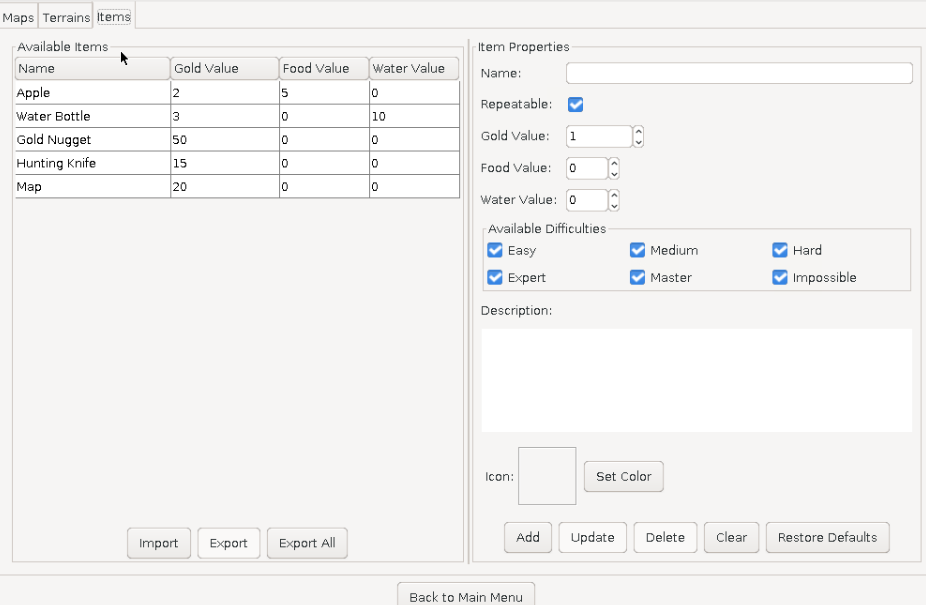 Maps Terrains Items
Available Items
Name Gold Value Food Value Water Value
Apple 2 5 0
Water Bottle 3 0 10
Gold Nugget 50 0 0
Hunting Knife 15 0 0
Map 20 0 0
Import Export Export All
Item Properties
Name:
Repeatable:
Gold Value: 1
Food Value: 0
Water Value: 0
Available Difficulties
Easy Medium Hard
Expert Master Impossible
Description:
Icon: Set Color
Add Update Delete Clear Restore Defaults
Back to Main Menu